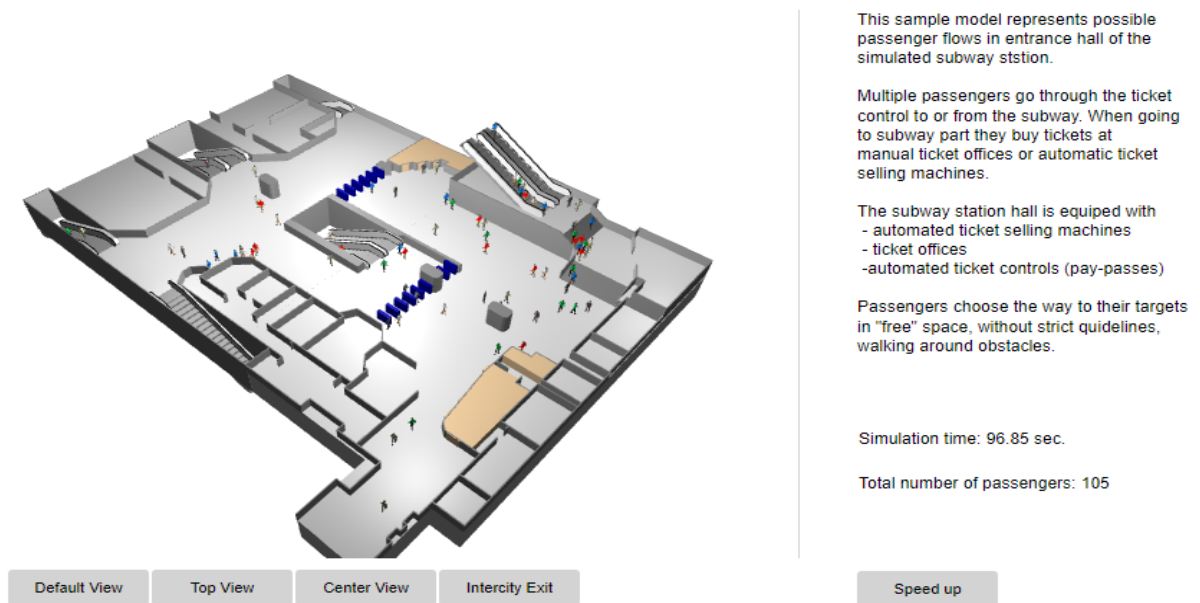 This sample model represents possible
passenger flows in entrance hall of the
simulated subway ststion.
Multiple passengers go through the ticket
control to or from the subway. When going
to subway part they buy tickets at
manual ticket offices or automatic ticket
selling machines.
The subway station hall is equiped with
- automated ticket selling machines
- ticket offices
-automated ticket controls (pay-passes)
Passengers choose the way to their targets
in "free" space, without strict quidelines,
walking around obstacles.
Simulation time: 96.85 sec.
Total number of passengers: 105
Default View
Top View
Center View
Intercity Exit
Speed up